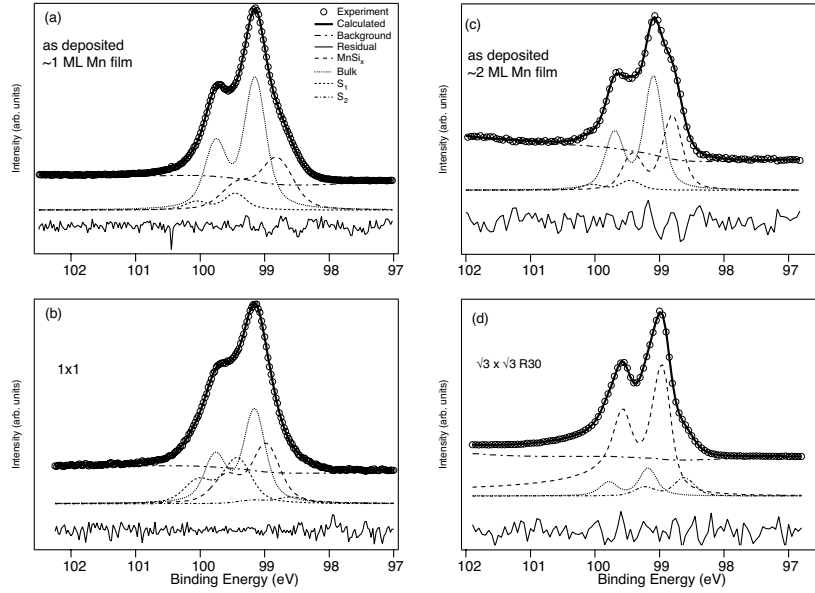 (a)
as deposited
~1 ML Mn film
Experiment
Calculated
Background
Residual
MnSiₓ
Bulk
S₁
S₂
Intensity (arb. units)
102 101 100 99 98 97
(c)
as deposited
~2 ML Mn film
Intensity (arb. units)
102 101 100 99 98 97
(b)
1x1
Intensity (arb. units)
102 101 100 99 98 97
Binding Energy (eV)
(d)
√3 x √3 R30
Intensity (arb. units)
102 101 100 99 98 97
Binding Energy (eV)